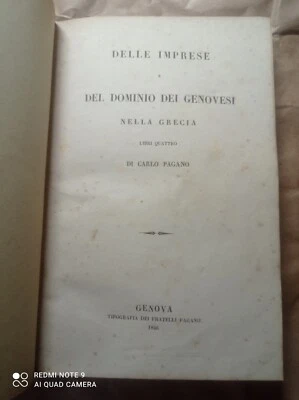 DELLE IMPRESE
E
DEL DOMINIO DEI GENOVESI
NELLA GRECIA
LIBRI QUATTRO
DI CARLO PAGANO
GENOVA
TIPOGRAFIA DEI FRATELLI PAGANO
REDMI NOTE 9
AI QUAD CAMERA